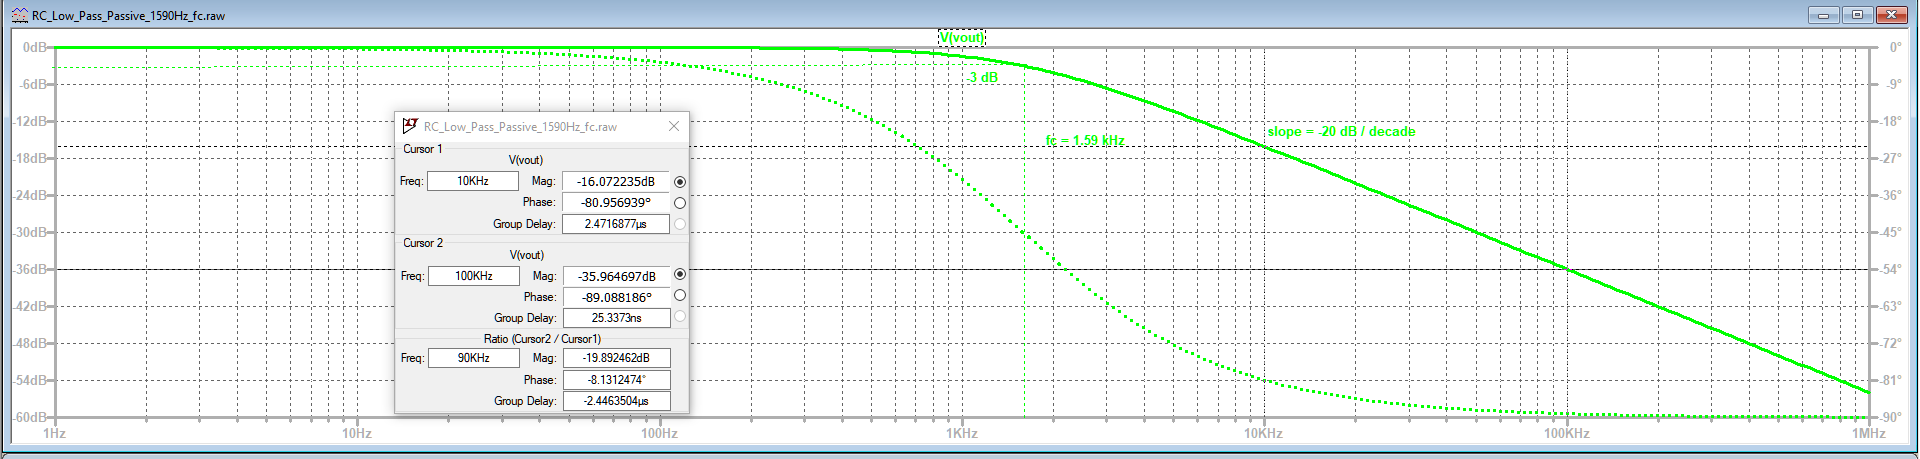 RC_Low_Pass_Passive_1590Hz_fc.raw
V(vout)
0dB
-6dB
-12dB
-18dB
-24dB
-30dB
-36dB
-42dB
-48dB
-54dB
-60dB
-3 dB
fc = 1.59 kHz
slope = -20 dB / decade
RC_Low_Pass_Passive_1590Hz_fc.raw
Cursor 1
V(vout)
Freq: 10KHz Mag: -16.072235dB
Phase: -80.956939°
Group Delay: 2.4716877µs
Cursor 2
V(vout)
Freq: 100KHz Mag: -35.964697dB
Phase: -89.088186°
Group Delay: 25.3373ns
Ratio (Cursor2 / Cursor1)
Freq: 90KHz Mag: -19.892462dB
Phase: -8.1312474°
Group Delay: -2.4463504µs
0°
-9°
-18°
-27°
-36°
-45°
-54°
-63°
-72°
-81°
-90°
1Hz 10Hz 100Hz 1KHz 10KHz 100KHz 1MHz